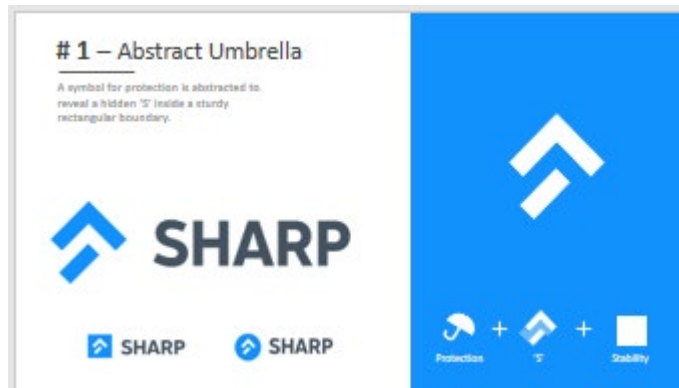 # 1 – Abstract Umbrella
A symbol for protection is abstracted to
reveal a hidden 'S' inside a sturdy
rectangular boundary.
SHARP
SHARP
SHARP
+
+
Protection
'S'
Stability